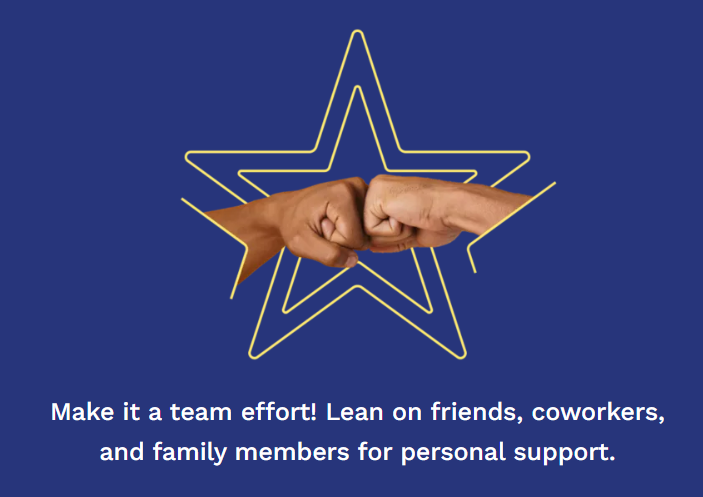 Make it a team effort! Lean on friends, coworkers,
and family members for personal support.